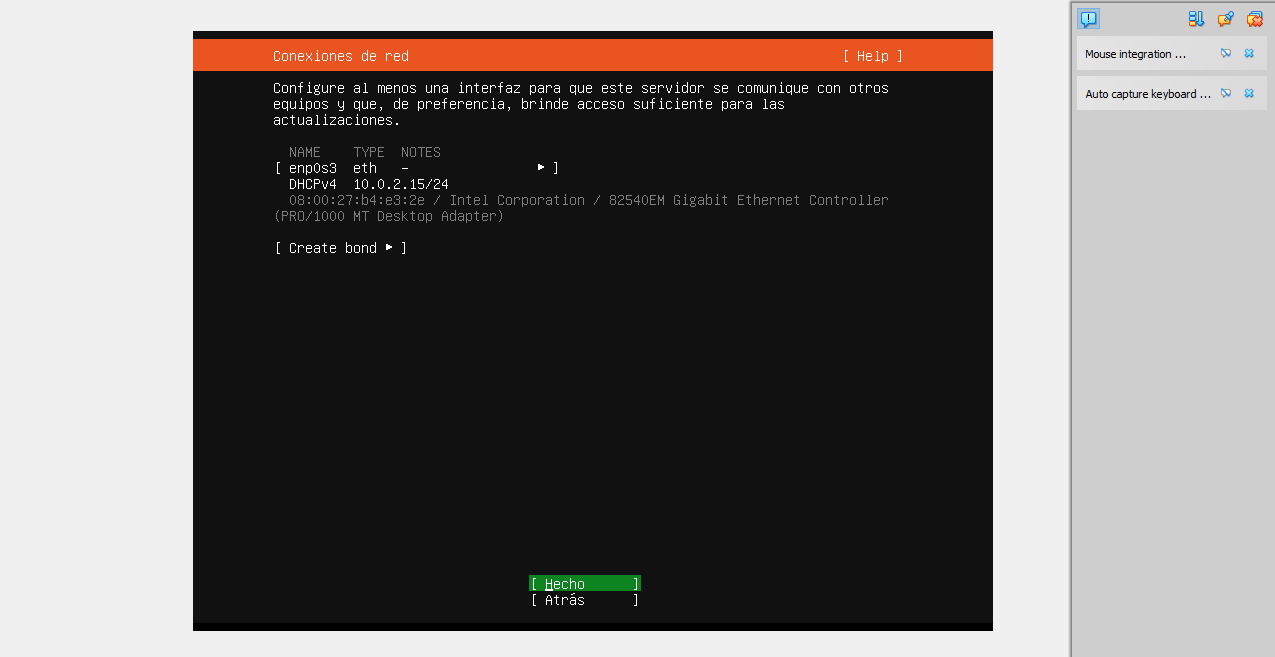 Conexiones de red [ Help ]
Configure al menos una interfaz para que este servidor se comunique con otros
equipos y que, de preferencia, brinde acceso suficiente para las
actualizaciones.
NAME TYPE NOTES
[ enp0s3 eth - ▸ ]
DHCPv4 10.0.2.15/24
08:00:27:b4:e3:2e / Intel Corporation / 82540EM Gigabit Ethernet Controller
(PRO/1000 MT Desktop Adapter)
[ Create bond ▸ ]
[ Hecho ]
[ Atrás ]
Mouse integration ...
Auto capture keyboard ...